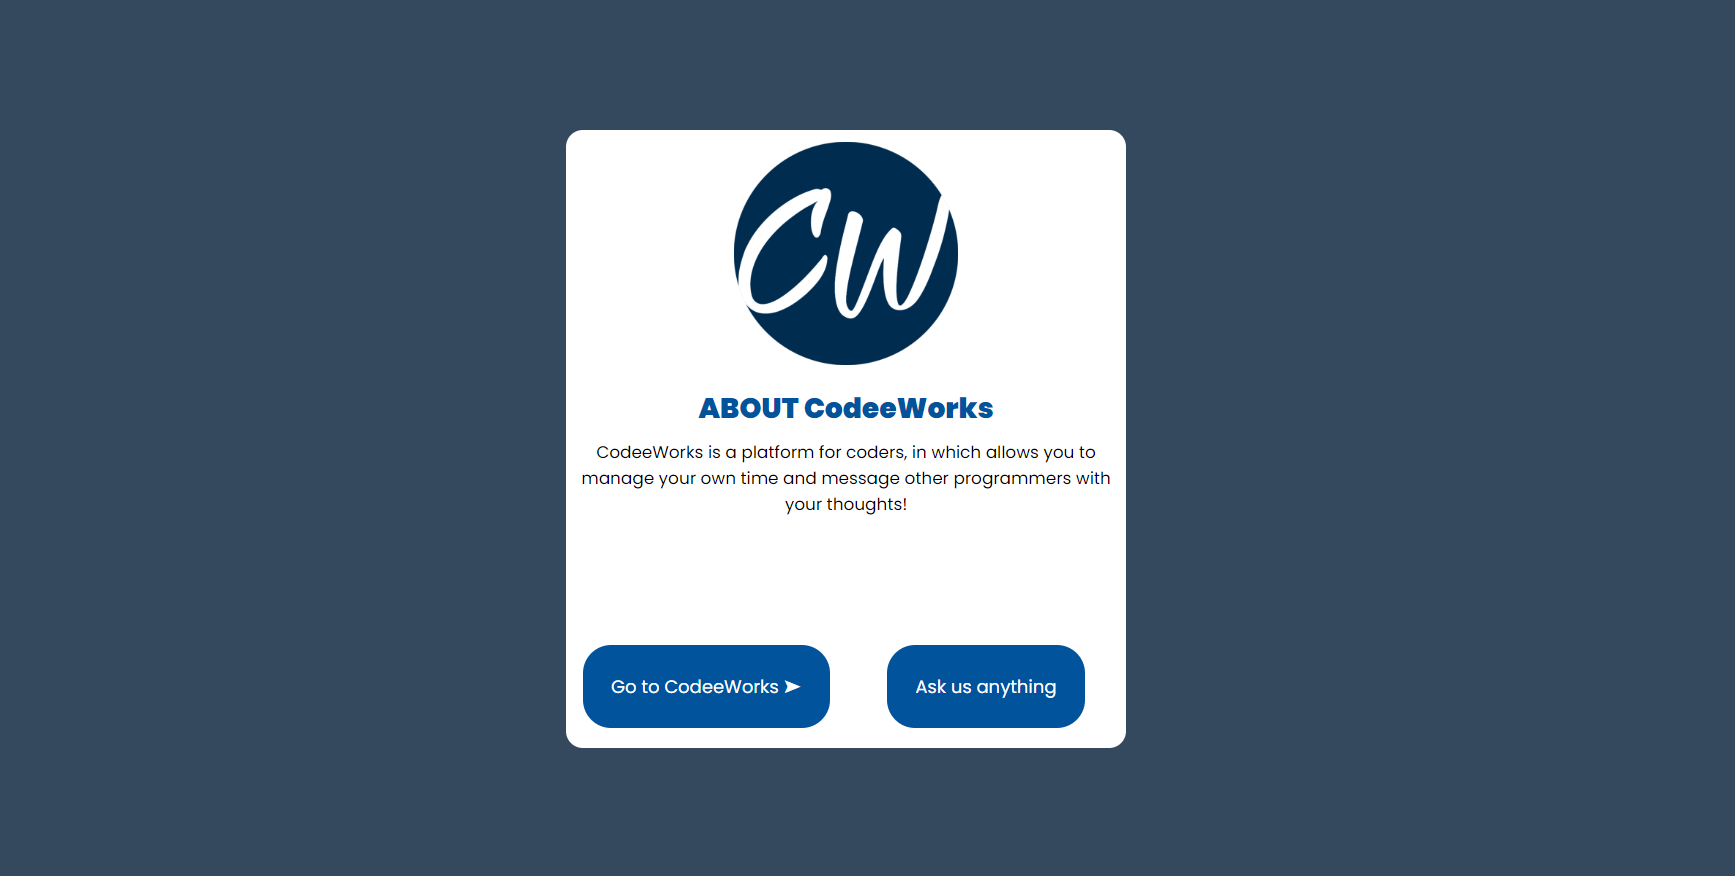 CW
ABOUT CodeeWorks
CodeeWorks is a platform for coders, in which allows you to
manage your own time and message other programmers with
your thoughts!
Go to CodeeWorks ➤
Ask us anything